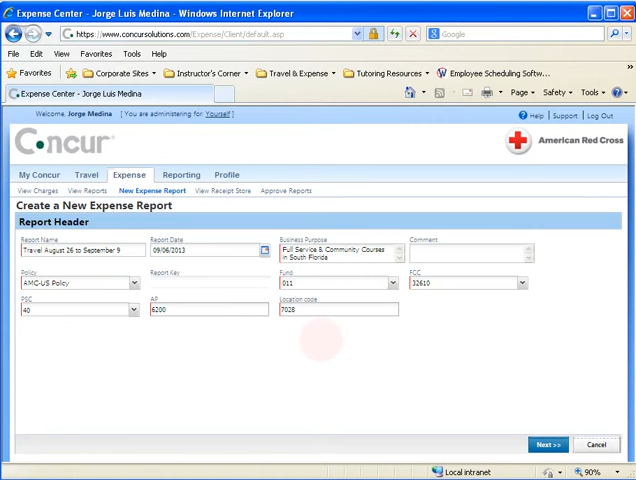 Expense Center - Jorge Luis Medina - Windows Internet Explorer
https://www.concursolutions.com/Expense/Client/default.asp
Google
File Edit View Favorites Tools Help
Favorites Corporate Sites Instructor's Corner Travel & Expense Tutoring Resources Employee Scheduling Softw...
Expense Center - Jorge Luis Medina
Page Safety Tools
Welcome, Jorge Medina [ You are administering for Yourself ]
Help | Support | Log Out
Concur
American Red Cross
My Concur Travel Expense Reporting Profile
View Charges View Reports New Expense Report View Receipt Store Approve Reports
Create a New Expense Report
Report Header
Report Name Report Date Business Purpose Comment
Travel August 26 to September 9 09/06/2013 Full Service & Community Courses
in South Florida
Policy Report Key Fund FCC
AMC-US Policy 011 32610
PSC AP Location code
40 6200 7028
Next >> Cancel
Local intranet 90%